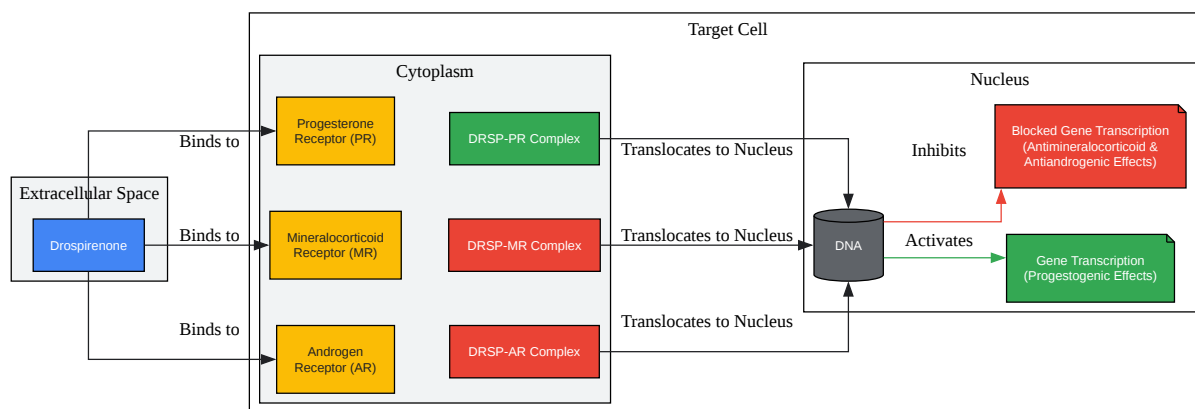 Target Cell
Cytoplasm
Nucleus
Extracellular Space
Drospirenone
Binds to
Binds to
Binds to
Progesterone
Receptor (PR)
Mineralocorticoid
Receptor (MR)
Androgen
Receptor (AR)
DRSP-PR Complex
DRSP-MR Complex
DRSP-AR Complex
Translocates to Nucleus
Translocates to Nucleus
Translocates to Nucleus
DNA
Inhibits
Activates
Blocked Gene Transcription
(Antimineralocorticoid &
Antiandrogenic Effects)
Gene Transcription
(Progestogenic Effects)